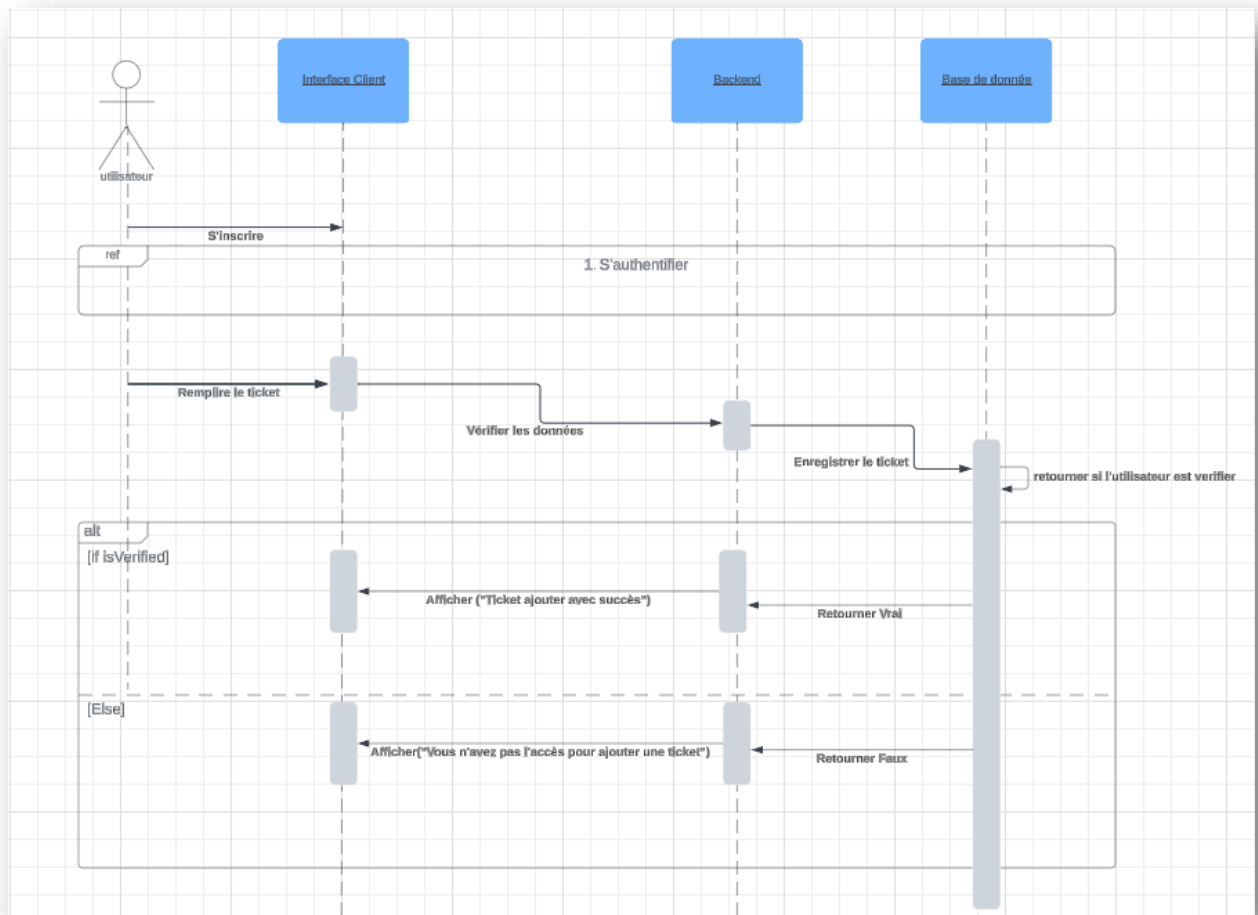 Interface Client
Backend
Base de donnée
utilisateur
S'inscrire
ref
1. S'authentifier
Remplire le ticket
Vérifier les données
Enregistrer le ticket
retourner si l'utilisateur est verifier
alt
[if isVerified]
Afficher ("Ticket ajouter avec succès")
Retourner Vrai
[Else]
Afficher("Vous n'avez pas l'accès pour ajouter une ticket")
Retourner Faux